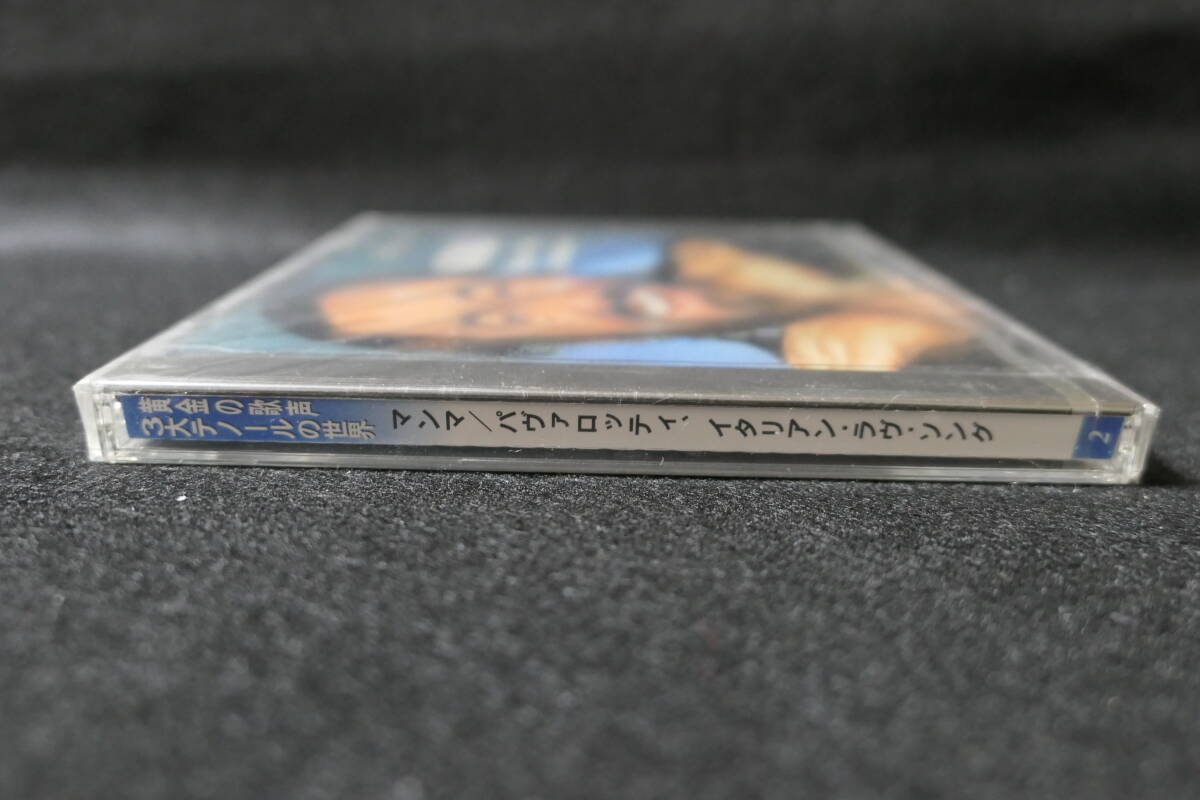 黄金の歌声
3大テノールの世界
マンマ/パヴァロッティ、イタリアン・ラヴ・ソング
2